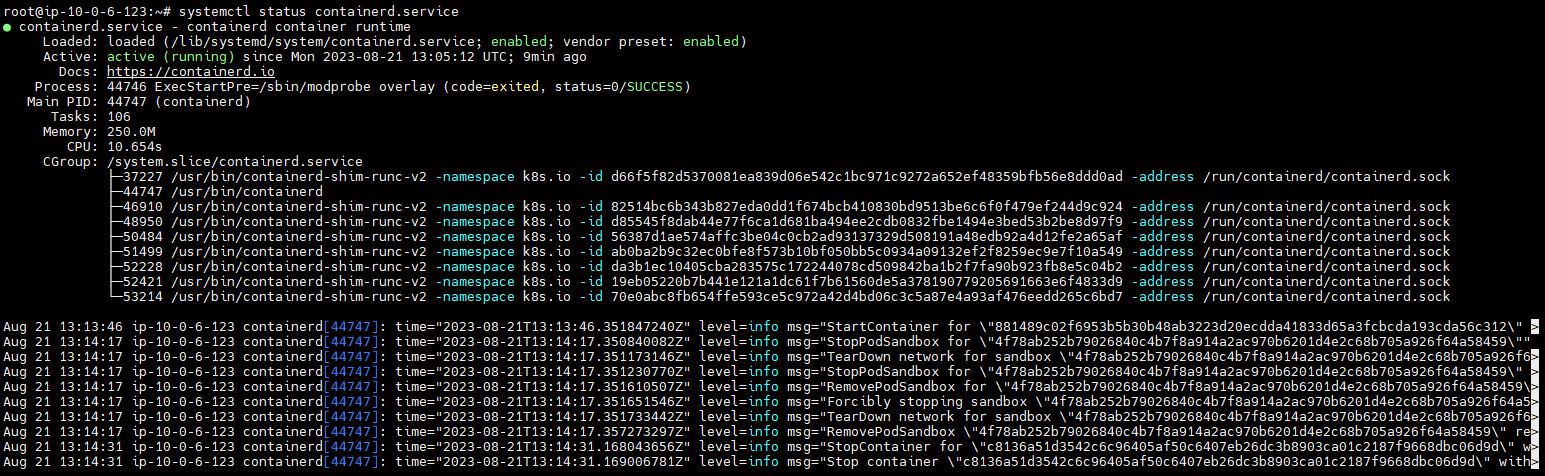 root@ip-10-0-6-123:~# systemctl status containerd.service
● containerd.service - containerd container runtime
Loaded: loaded (/lib/systemd/system/containerd.service; enabled; vendor preset: enabled)
Active: active (running) since Mon 2023-08-21 13:05:12 UTC; 9min ago
Docs: https://containerd.io
Process: 44746 ExecStartPre=/sbin/modprobe overlay (code=exited, status=0/SUCCESS)
Main PID: 44747 (containerd)
Tasks: 106
Memory: 250.0M
CPU: 10.654s
CGroup: /system.slice/containerd.service
├─37227 /usr/bin/containerd-shim-runc-v2 -namespace k8s.io -id d66f5f82d5370081ea839d06e542c1bc971c9272a652ef48359bfb56e8ddd0ad -address /run/containerd/containerd.sock
├─44747 /usr/bin/containerd
├─46910 /usr/bin/containerd-shim-runc-v2 -namespace k8s.io -id 82514bc6b343b827eda0dd1f674bcb410830bd9513be6c6f0f479ef244d9c924 -address /run/containerd/containerd.sock
├─48950 /usr/bin/containerd-shim-runc-v2 -namespace k8s.io -id d85545f8dab44e77f6ca1d681ba494ee2cdb0832fbe1494e3bed53b2be8d97f9 -address /run/containerd/containerd.sock
├─50484 /usr/bin/containerd-shim-runc-v2 -namespace k8s.io -id 56387d1ae574affc3be04c0cb2ad93137329d508191a48edb92a4d12fe2a65af -address /run/containerd/containerd.sock
├─51499 /usr/bin/containerd-shim-runc-v2 -namespace k8s.io -id ab0ba2b9c32ec0bfe8f573b10bf050bb5c0934a09132ef2f8259ec9e7f10a549 -address /run/containerd/containerd.sock
├─52228 /usr/bin/containerd-shim-runc-v2 -namespace k8s.io -id da3b1ec10405cba283575c172244078cd509842ba1b2f7fa90b923fb8e5c04b2 -address /run/containerd/containerd.sock
├─52421 /usr/bin/containerd-shim-runc-v2 -namespace k8s.io -id 19eb05220b7b441e121a1dc61f7b61560de5a378190779205691663e6f4833d9 -address /run/containerd/containerd.sock
└─53214 /usr/bin/containerd-shim-runc-v2 -namespace k8s.io -id 70e0abc8fb654ffe593ce5c972a42d4bd06c3c5a87e4a93af476eedd265c6bd7 -address /run/containerd/containerd.sock
Aug 21 13:13:46 ip-10-0-6-123 containerd[44747]: time="2023-08-21T13:13:46.351847240Z" level=info msg="StartContainer for \"881489c02f6953b5b30b48ab3223d20ecdda41833d65a3fcbcda193cda56c312\" >
Aug 21 13:14:17 ip-10-0-6-123 containerd[44747]: time="2023-08-21T13:14:17.350840082Z" level=info msg="StopPodSandbox for \"4f78ab252b79026840c4b7f8a914a2ac970b6201d4e2c68b705a926f64a58459\""
Aug 21 13:14:17 ip-10-0-6-123 containerd[44747]: time="2023-08-21T13:14:17.351173146Z" level=info msg="TearDown network for sandbox \"4f78ab252b79026840c4b7f8a914a2ac970b6201d4e2c68b705a926f6>
Aug 21 13:14:17 ip-10-0-6-123 containerd[44747]: time="2023-08-21T13:14:17.351230770Z" level=info msg="StopPodSandbox for \"4f78ab252b79026840c4b7f8a914a2ac970b6201d4e2c68b705a926f64a58459\">
Aug 21 13:14:17 ip-10-0-6-123 containerd[44747]: time="2023-08-21T13:14:17.351610507Z" level=info msg="RemovePodSandbox for \"4f78ab252b79026840c4b7f8a914a2ac970b6201d4e2c68b705a926f64a58459\>
Aug 21 13:14:17 ip-10-0-6-123 containerd[44747]: time="2023-08-21T13:14:17.351651546Z" level=info msg="Forcibly stopping sandbox \"4f78ab252b79026840c4b7f8a914a2ac970b6201d4e2c68b705a926f64a5>
Aug 21 13:14:17 ip-10-0-6-123 containerd[44747]: time="2023-08-21T13:14:17.351733442Z" level=info msg="TearDown network for sandbox \"4f78ab252b79026840c4b7f8a914a2ac970b6201d4e2c68b705a926f6>
Aug 21 13:14:17 ip-10-0-6-123 containerd[44747]: time="2023-08-21T13:14:17.357273297Z" level=info msg="RemovePodSandbox \"4f78ab252b79026840c4b7f8a914a2ac970b6201d4e2c68b705a926f64a58459\" re>
Aug 21 13:14:31 ip-10-0-6-123 containerd[44747]: time="2023-08-21T13:14:31.168043656Z" level=info msg="StopContainer for \"c8136a51d3542c6c96405af50c6407eb26dc3b8903ca01c2187f9668dbc06d9d\" w>
Aug 21 13:14:31 ip-10-0-6-123 containerd[44747]: time="2023-08-21T13:14:31.169006781Z" level=info msg="Stop container \"c8136a51d3542c6c96405af50c6407eb26dc3b8903ca01c2187f9668dbc06d9d\" with>